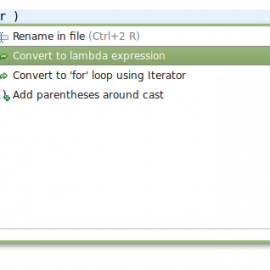 r )
Rename in file (Ctrl+2 R)
Convert to lambda expression
Convert to 'for' loop using Iterator
Add parentheses around cast